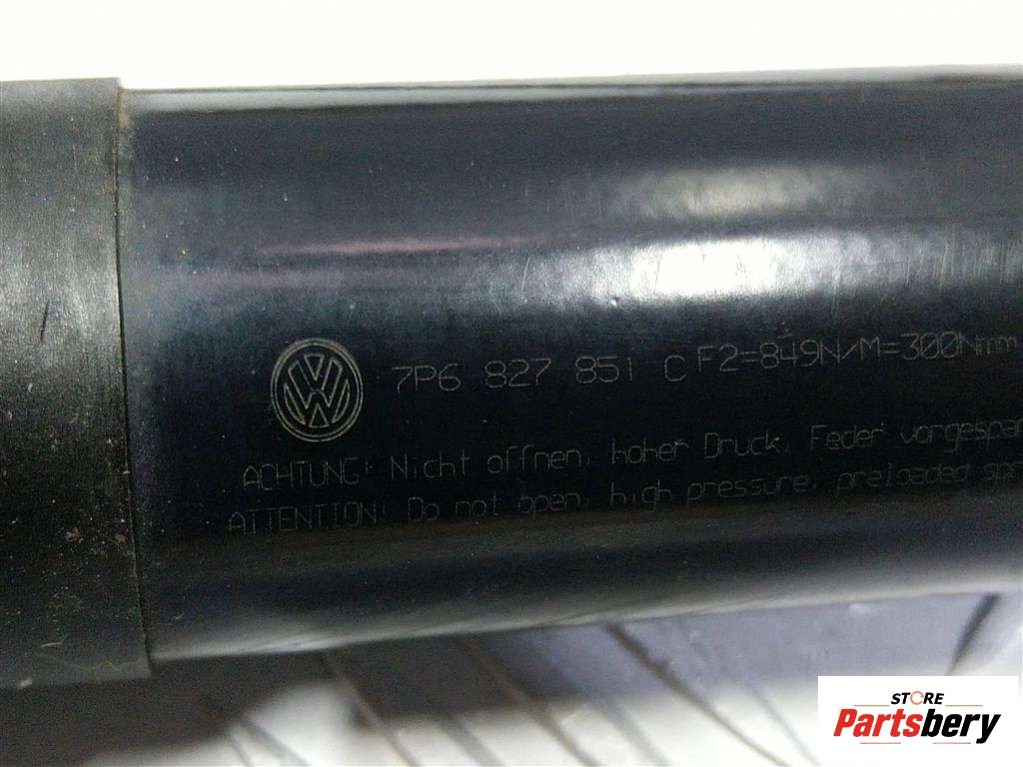 7P6 827 851 C F2=849N/M=300Nmm
ACHTUNG! Nicht öffnen, hoher Druck, Feder vorgespan
ATTENTION! Do not open, high pressure, preloaded spr
STORE
Partsbery